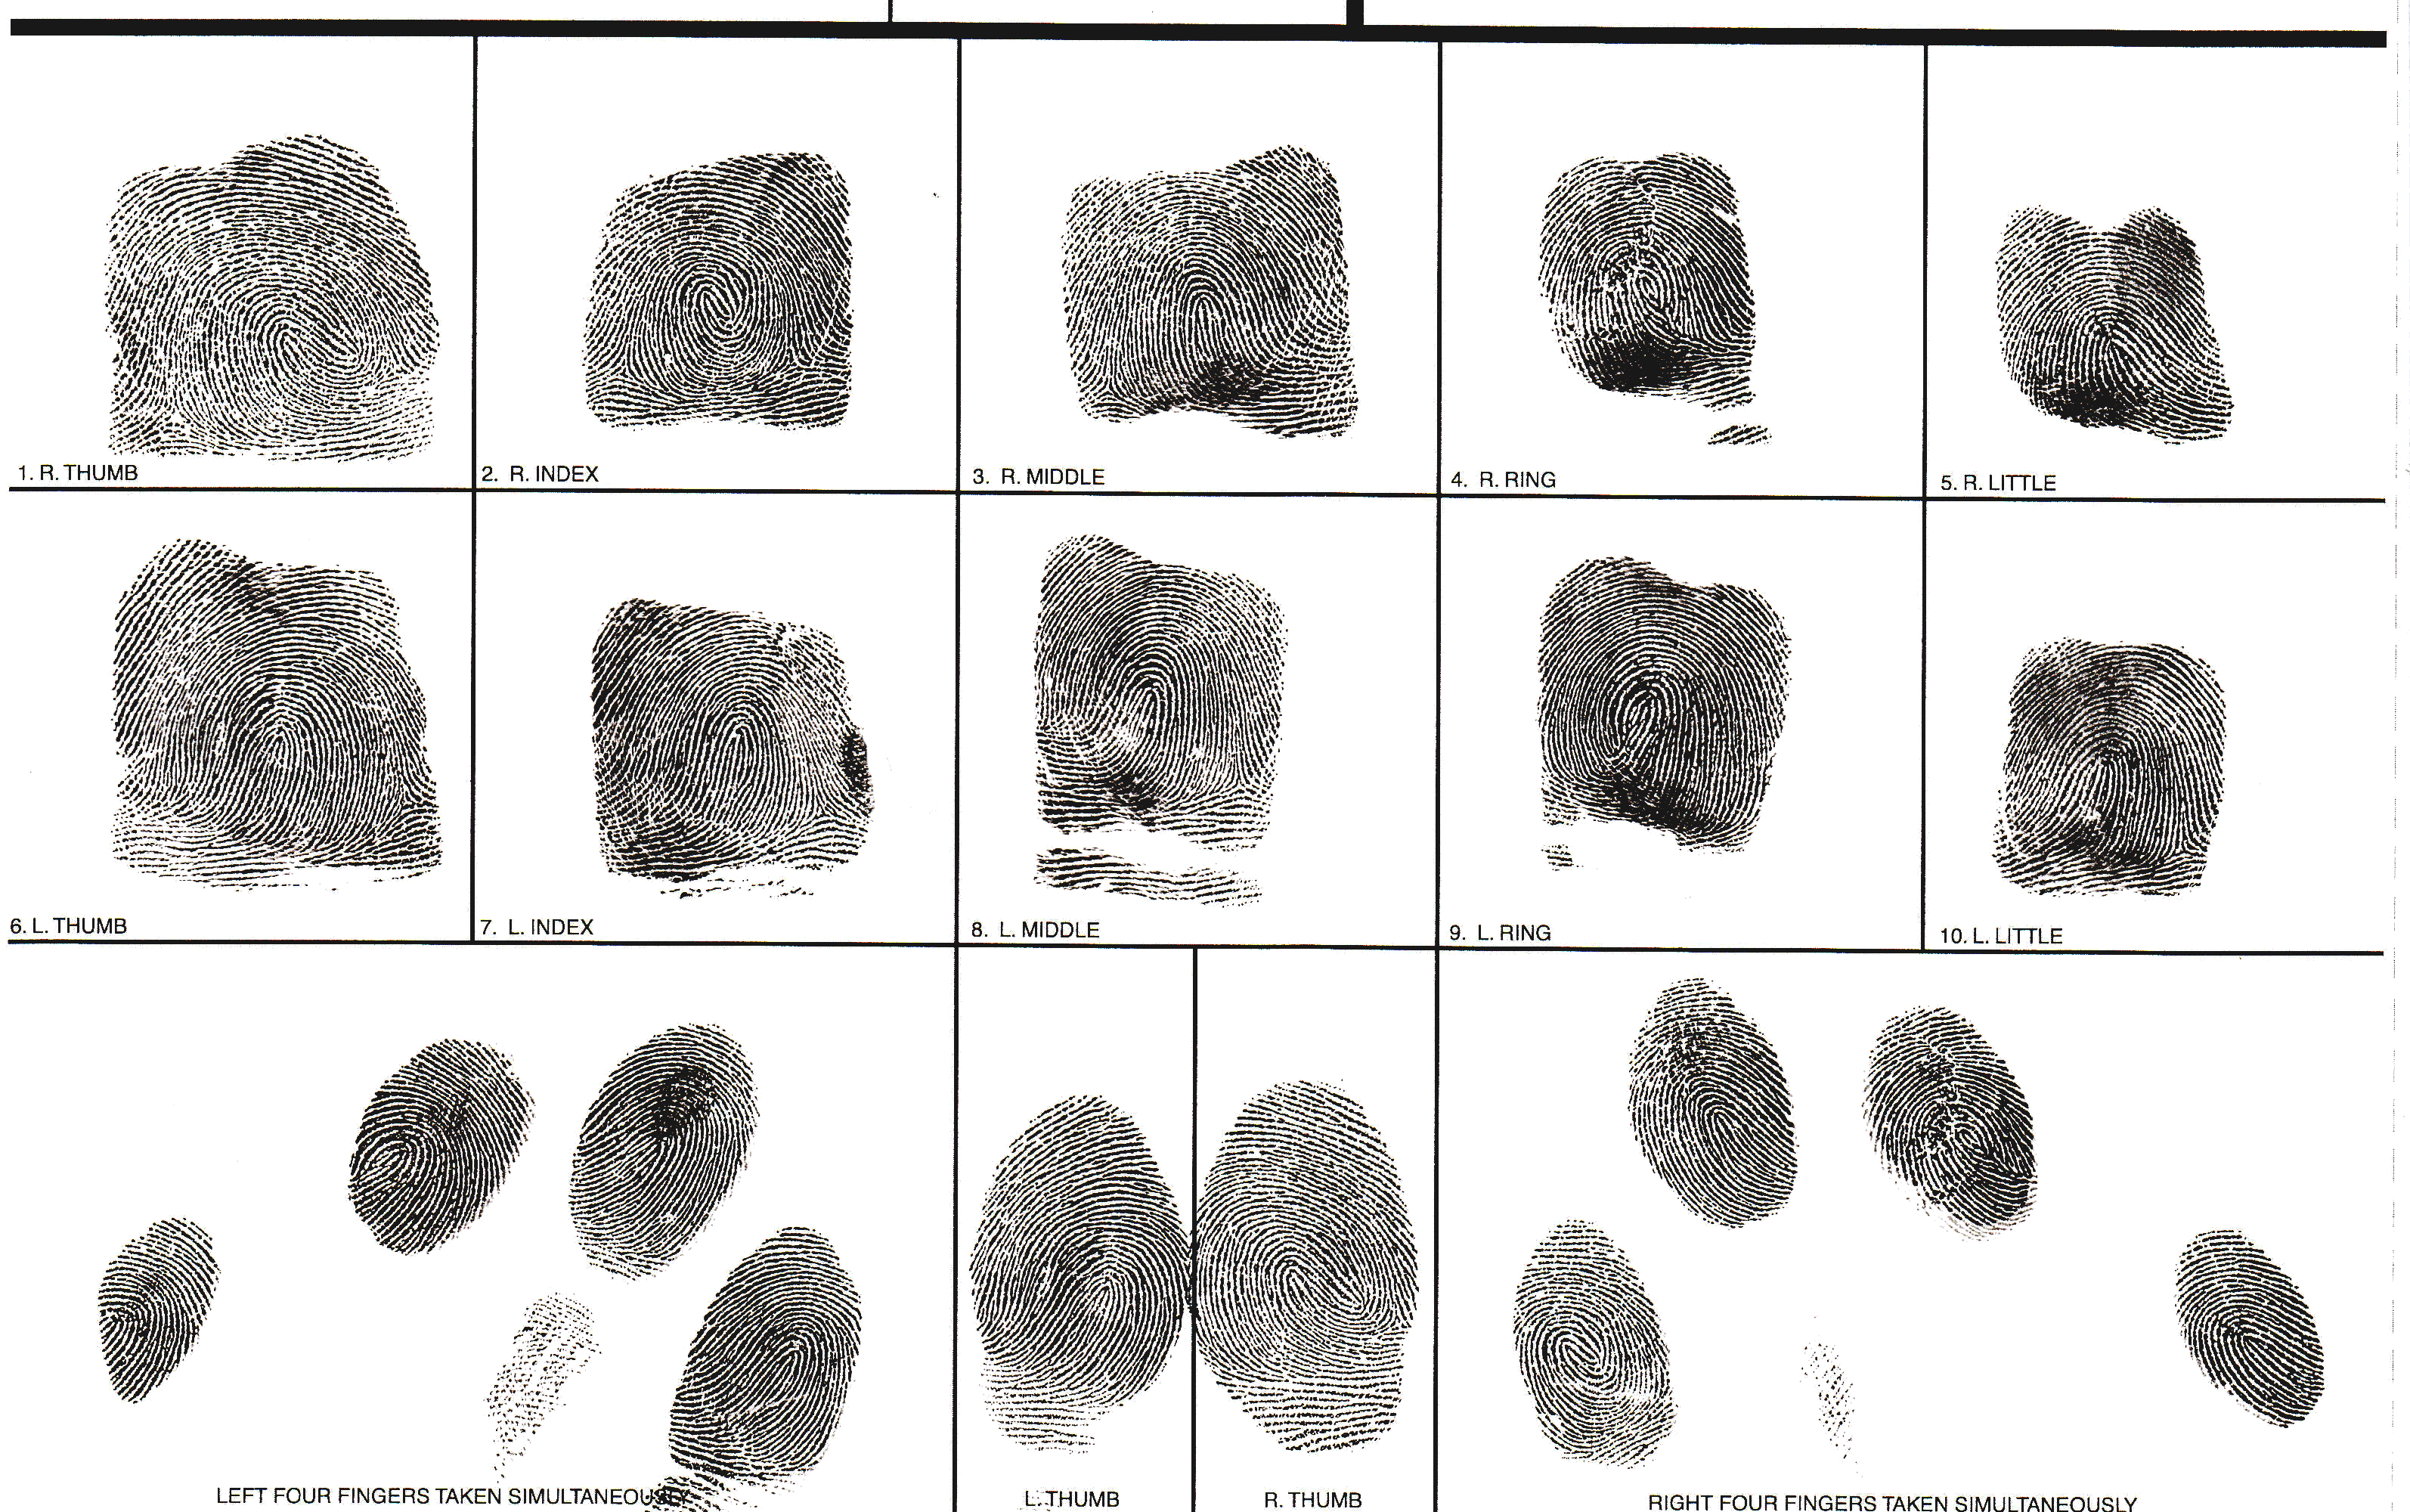 1. R. THUMB
2. R. INDEX
3. R. MIDDLE
4. R. RING
5. R. LITTLE
6. L. THUMB
7. L. INDEX
8. L. MIDDLE
9. L. RING
10. L. LITTLE
LEFT FOUR FINGERS TAKEN SIMULTANEOUSLY
L. THUMB
R. THUMB
RIGHT FOUR FINGERS TAKEN SIMULTANEOUSLY